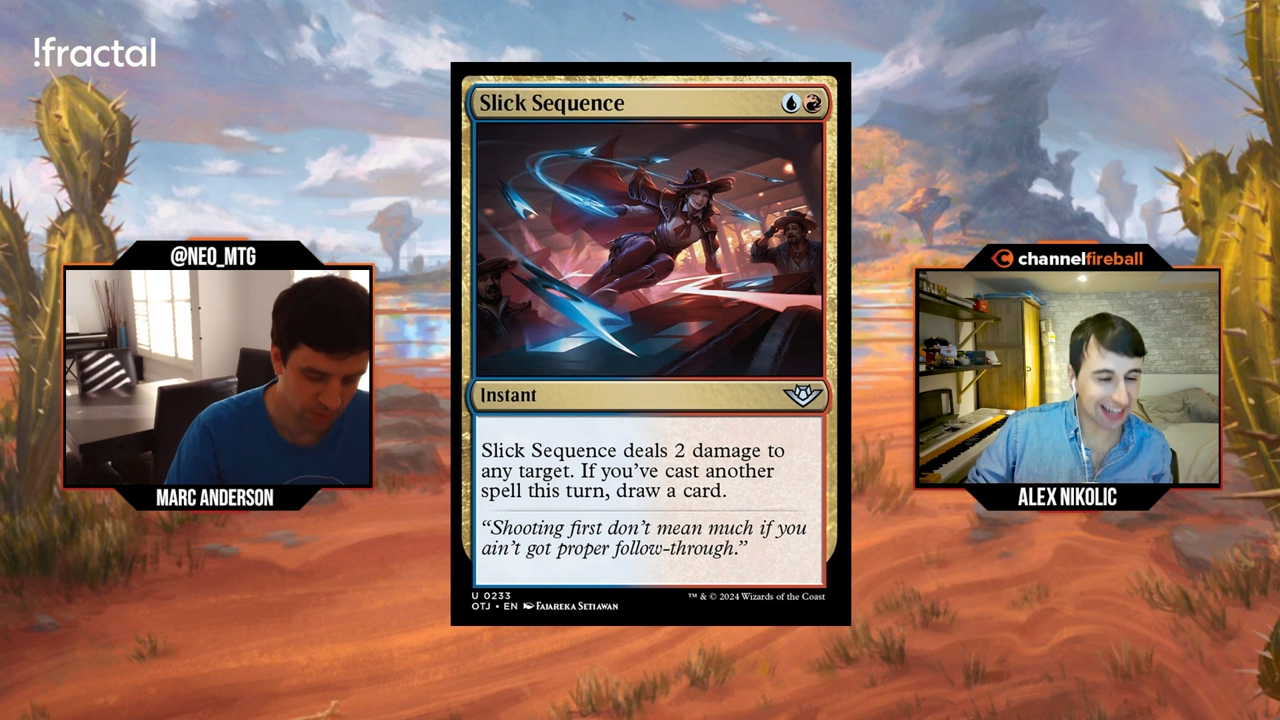 !fractal
Slick Sequence
@NEO_MTG
channelfireball
Instant
Slick Sequence deals 2 damage to
any target. If you’ve cast another
spell this turn, draw a card.
“Shooting first don’t mean much if you
ain’t got proper follow-through.”
MARC ANDERSON
ALEX NIKOLIC
U 0233
™ & © 2024 Wizards of the Coast
OTJ • EN FAJAREKA SETIAWAN